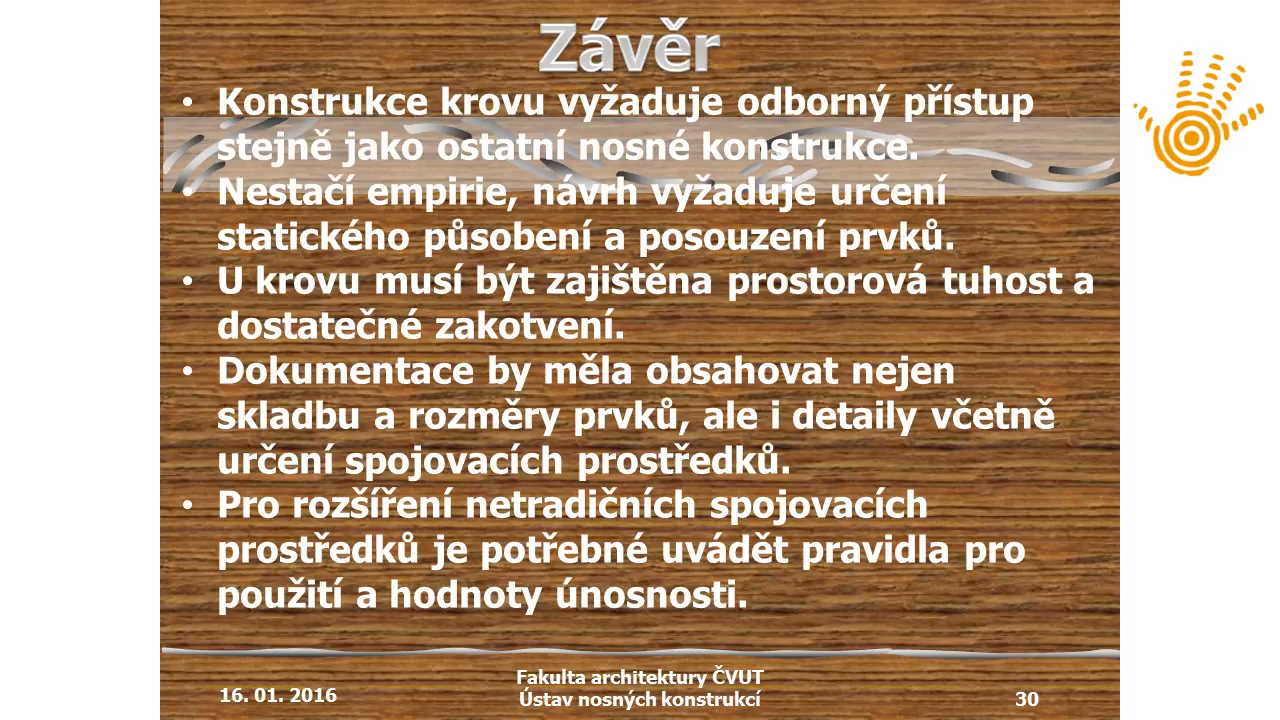 Závěr
• Konstrukce krovu vyžaduje odborný přístup
stejně jako ostatní nosné konstrukce.
• Nestačí empirie, návrh vyžaduje určení
statického působení a posouzení prvků.
• U krovu musí být zajištěna prostorová tuhost a
dostatečné zakotvení.
• Dokumentace by měla obsahovat nejen
skladbu a rozměry prvků, ale i detaily včetně
určení spojovacích prostředků.
• Pro rozšíření netradičních spojovacích
prostředků je potřebné uvádět pravidla pro
použití a hodnoty únosnosti.
16. 01. 2016
Fakulta architektury ČVUT
Ústav nosných konstrukcí
30